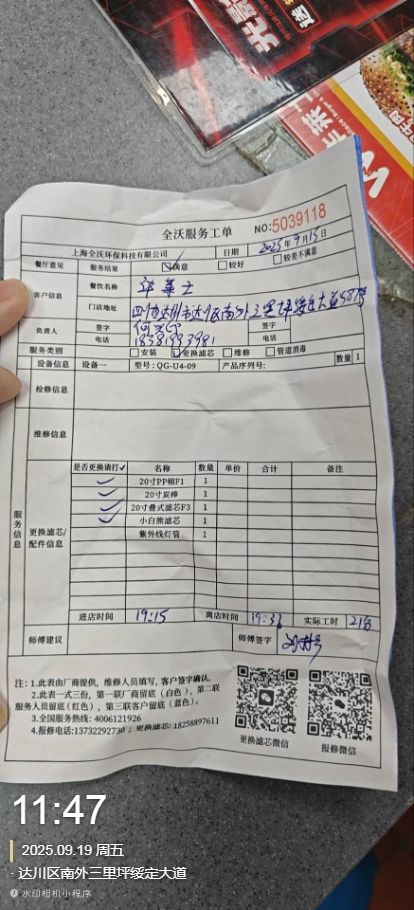 全沃服务工单
NO:5039118
上海全沃环保科技有限公司 日期 2025年9月15日
餐厅意见 服务结果 ☑满意 □较好 □较差不满意
客户信息 餐饮名称 华莱士
门店地址 四川达州市达川区南外三里坪绥定大道587号
负责人 签字 签字
电话 18381993981 电话
服务类别 □安装 ☑更换滤芯 □维修 □管道消毒
设备信息 设备一 型号:QG-U4-09 产品序列号: 数量 1
检修信息
维修信息
服务信息
更换滤芯/配件信息
是否更换请打✓ 名称 数量 单价 合计 备注
✓ 20寸PP棉F1 1
✓ 20寸炭棒 1
✓ 20寸叠式滤芯F3 1
✓ 小白熊滤芯 1
紫外线灯管 1
进店时间 19:15 离店时间 19:36 实际工时 21分
师傅建议 师傅签字
注:1.此表由厂商提供,维修人员填写,客户签字确认。
2.此表一式三份,第一联厂商留底(白色)、第二联
服务人员留底(红色),第三联客户留底(蓝色)。
3.全国服务热线:4006121926
4.报修电话:13732292730;更换滤芯:18258897611
更换滤芯微信 报修微信
11:47
2025.09.19 周五
·达川区南外三里坪绥定大道
水印相机小程序